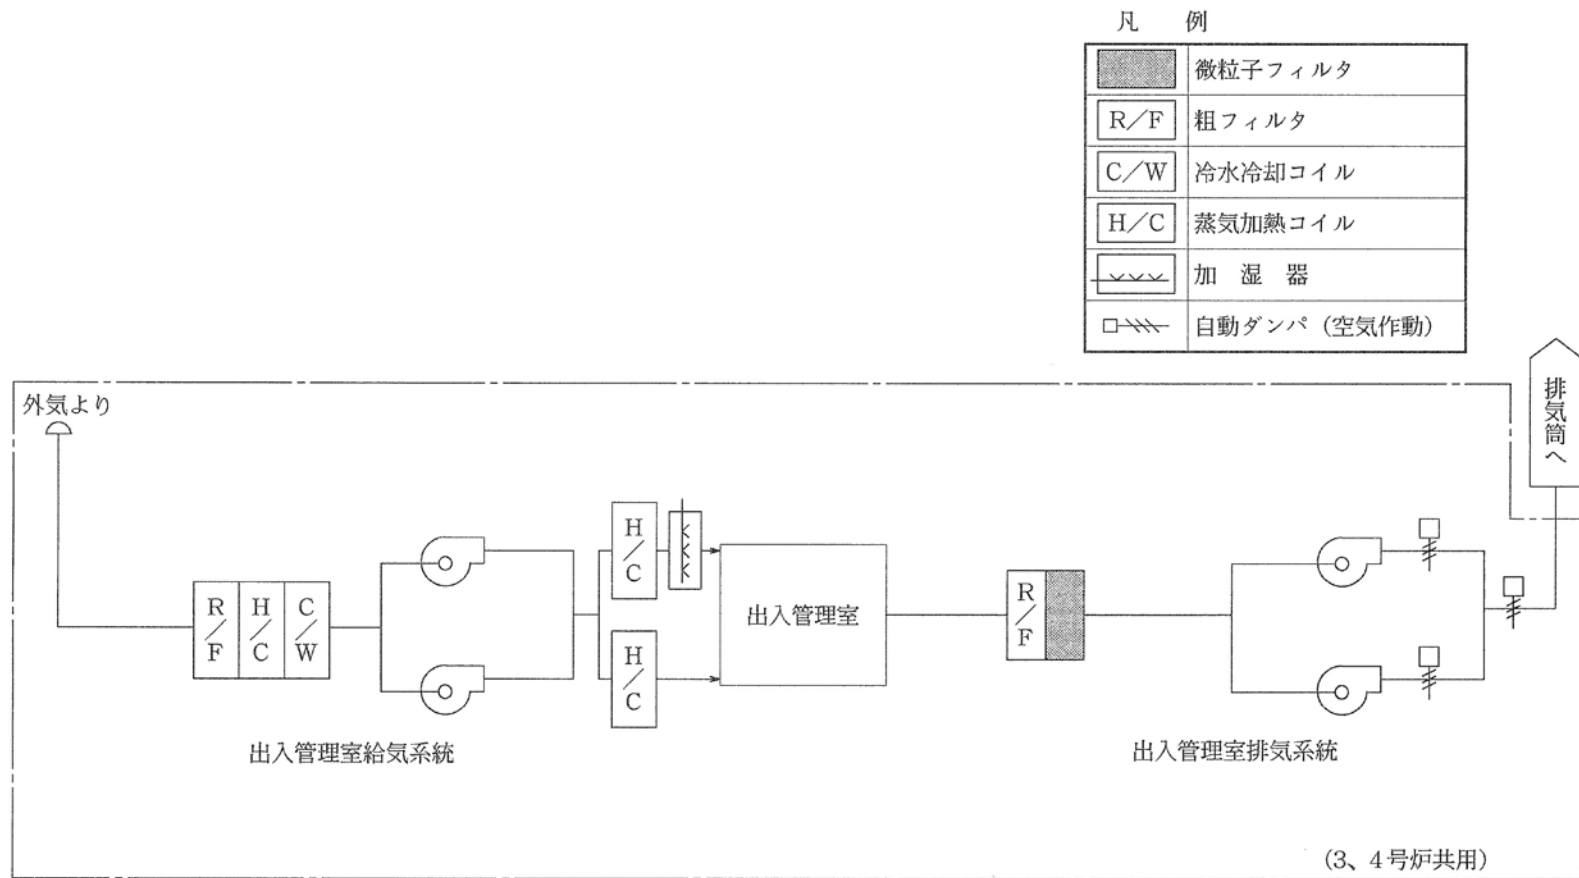 凡　例
微粒子フィルタ
R／F 粗フィルタ
C／W 冷水冷却コイル
H／C 蒸気加熱コイル
加　湿　器
自動ダンパ（空気作動）
外気より
排気筒へ
R／F
H／C
C／W
H／C
H／C
出入管理室
R／F
出入管理室給気系統
出入管理室排気系統
（3、4号炉共用）